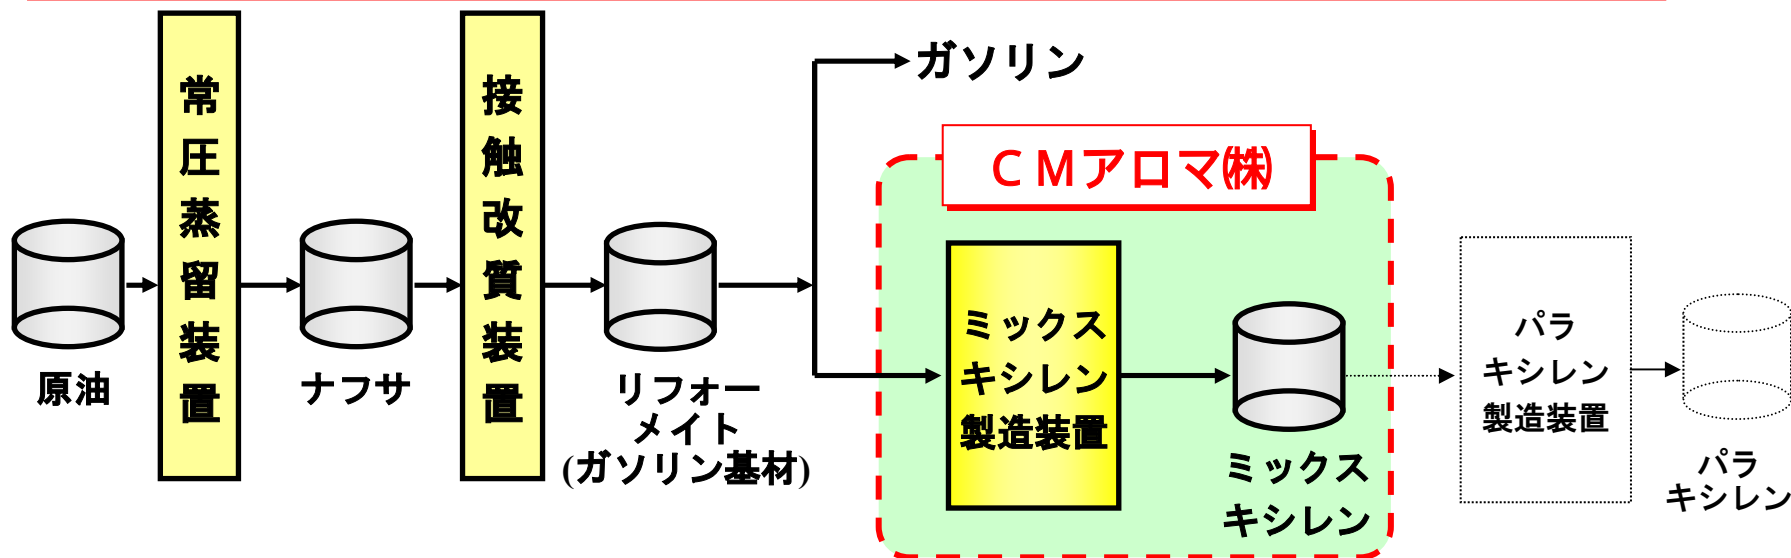 原油
常圧蒸留装置
ナフサ
接触改質装置
リフォー
メイト
(ガソリン基材)
ガソリン
ＣＭアロマ㈱
ミックス
キシレン
製造装置
ミックス
キシレン
パラ
キシレン
製造装置
パラ
キシレン